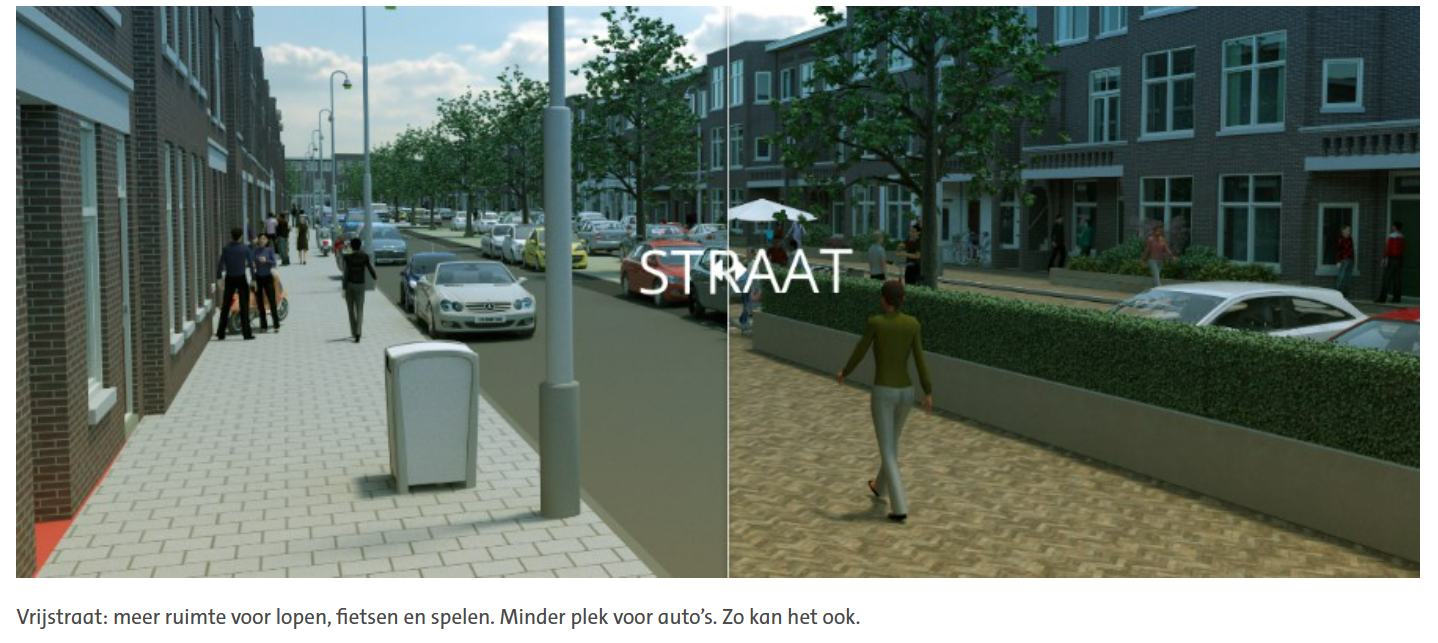 STRAAT
Vrijstraat: meer ruimte voor lopen, fietsen en spelen. Minder plek voor auto’s. Zo kan het ook.